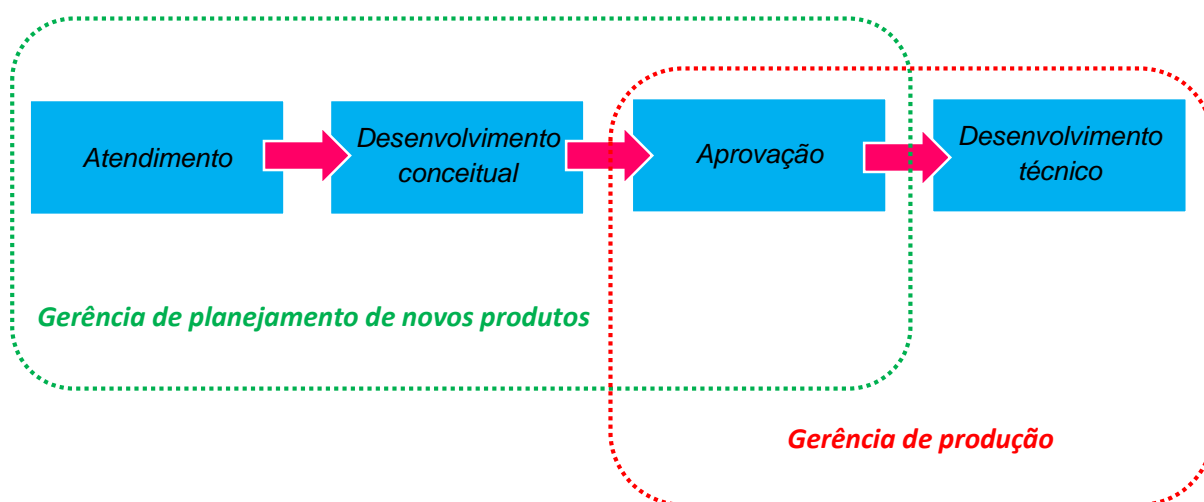 Atendimento
Desenvolvimento
conceitual
Aprovação
Desenvolvimento
técnico
Gerência de planejamento de novos produtos
Gerência de produção